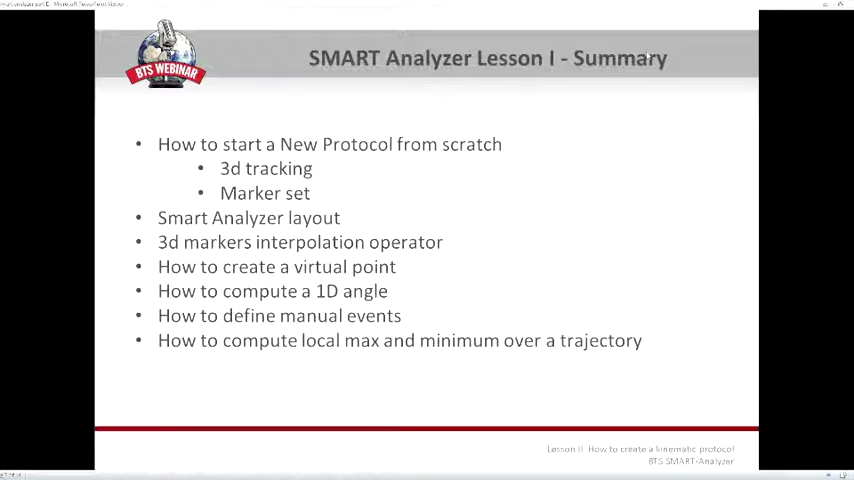 BTS WEBINAR
SMART Analyzer Lesson I - Summary
• How to start a New Protocol from scratch
• 3d tracking
• Marker set
• Smart Analyzer layout
• 3d markers interpolation operator
• How to create a virtual point
• How to compute a 1D angle
• How to define manual events
• How to compute local max and minimum over a trajectory
Lesson II How to create a kinematic protocol
BTS SMART-Analyzer